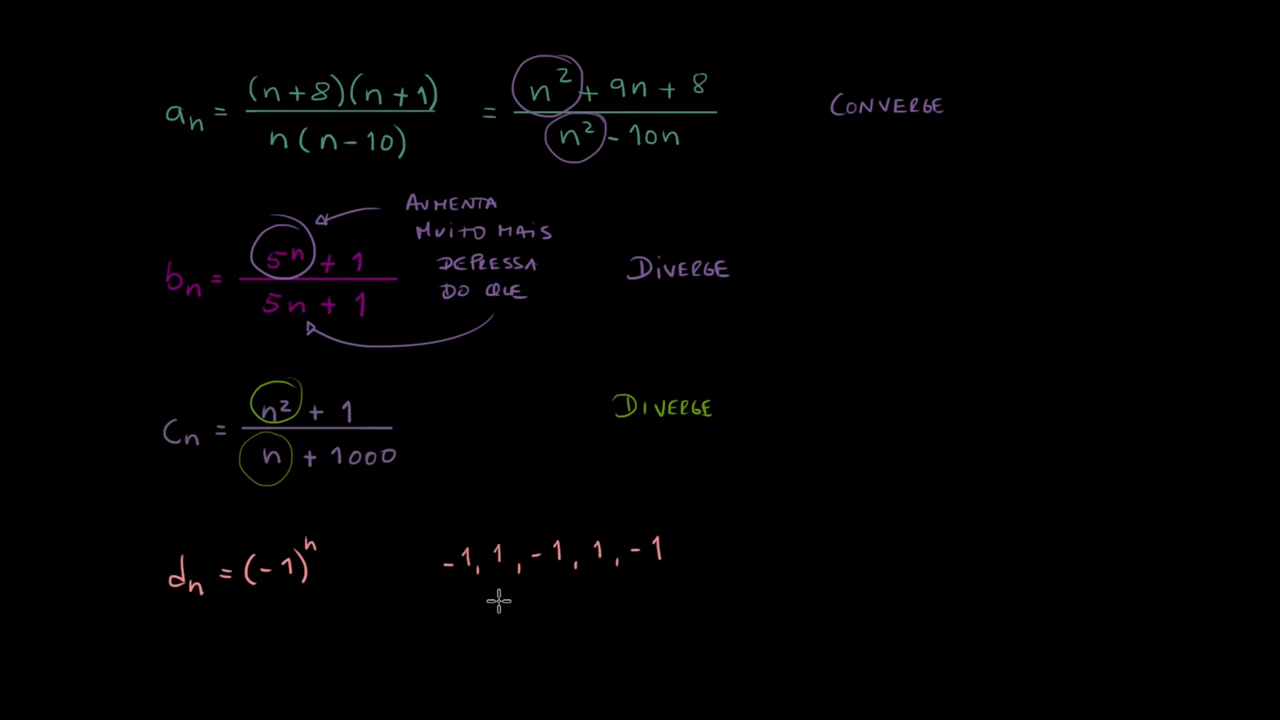 aₙ = (n+8)(n+1) / n(n-10) = n² + 9n + 8 / n² - 10n CONVERGE
bₙ = 5ⁿ + 1 / 5n + 1 AUMENTA MUITO MAIS DEPRESSA DO QUE DIVERGE
cₙ = n² + 1 / n + 1000 DIVERGE
dₙ = (-1)ⁿ -1, 1, -1, 1, -1